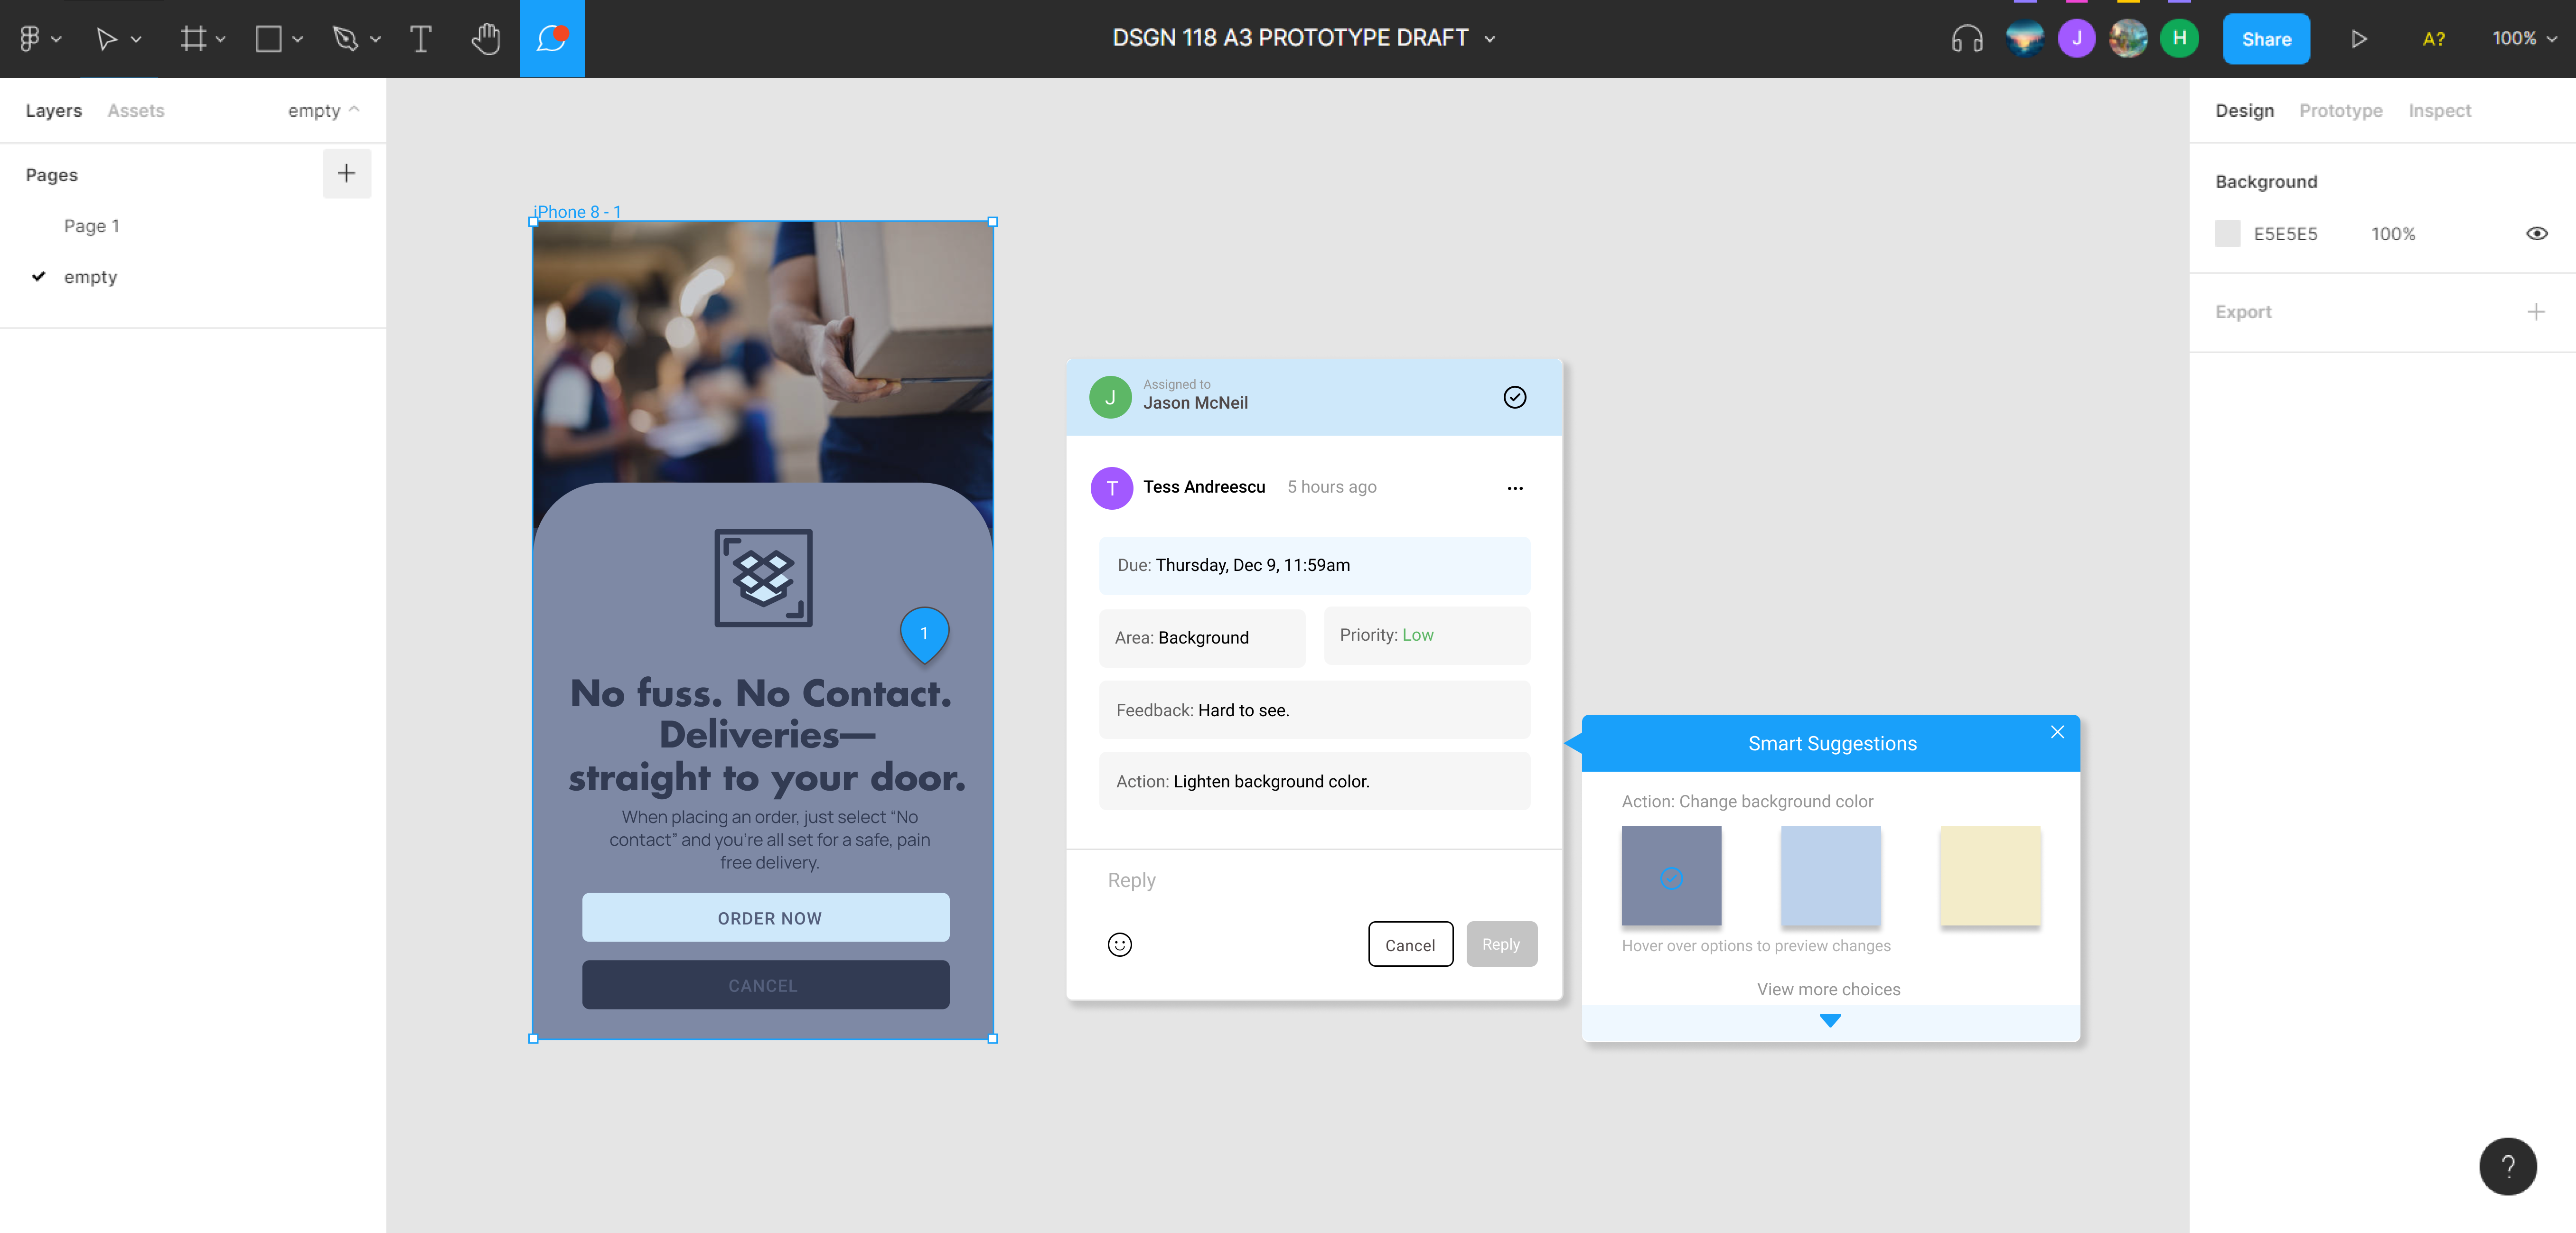 DSGN 118 A3 PROTOTYPE DRAFT
J
H
Share
A?
100%
Layers
Assets
empty
Pages
Page 1
empty
Design
Prototype
Inspect
Background
E5E5E5
100%
Export
iPhone 8 - 1
1
No fuss. No Contact.
Deliveries—
straight to your door.
When placing an order, just select “No
contact” and you’re all set for a safe, pain
free delivery.
ORDER NOW
CANCEL
J
Assigned to
Jason McNeil
T
Tess Andreescu
5 hours ago
Due: Thursday, Dec 9, 11:59am
Area: Background
Priority: Low
Feedback: Hard to see.
Action: Lighten background color.
Reply
Cancel
Reply
Smart Suggestions
Action: Change background color
Hover over options to preview changes
View more choices
?